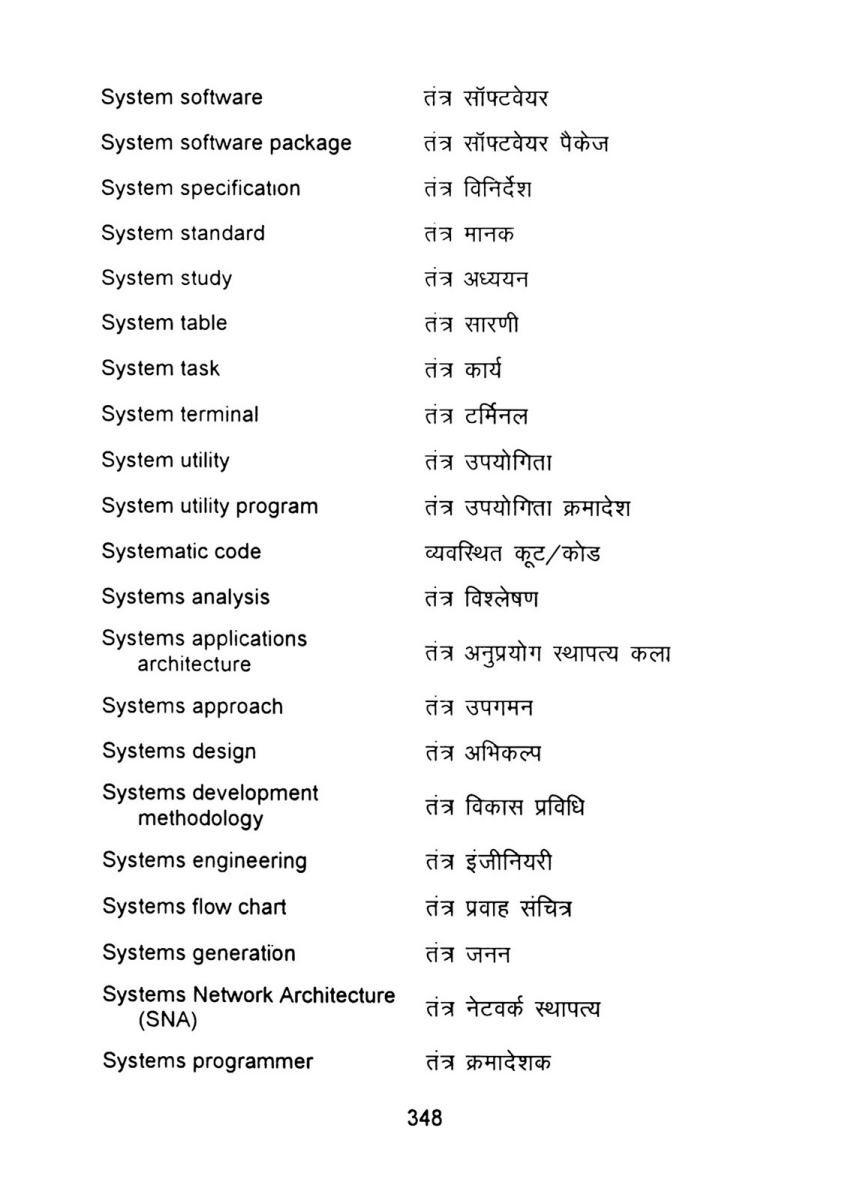 System software तंत्र सॉफ्टवेयर
System software package तंत्र सॉफ्टवेयर पैकेज
System specification तंत्र विनिर्देश
System standard तंत्र मानक
System study तंत्र अध्ययन
System table तंत्र सारणी
System task तंत्र कार्य
System terminal तंत्र टर्मिनल
System utility तंत्र उपयोगिता
System utility program तंत्र उपयोगिता क्रमादेश
Systematic code व्यवस्थित कूट/कोड
Systems analysis तंत्र विश्लेषण
Systems applications
architecture तंत्र अनुप्रयोग स्थापत्य कला
Systems approach तंत्र उपगमन
Systems design तंत्र अभिकल्प
Systems development
methodology तंत्र विकास प्रविधि
Systems engineering तंत्र इंजीनियरी
Systems flow chart तंत्र प्रवाह संचित्र
Systems generation तंत्र जनन
Systems Network Architecture
(SNA) तंत्र नेटवर्क स्थापत्य
Systems programmer तंत्र क्रमादेशक
348